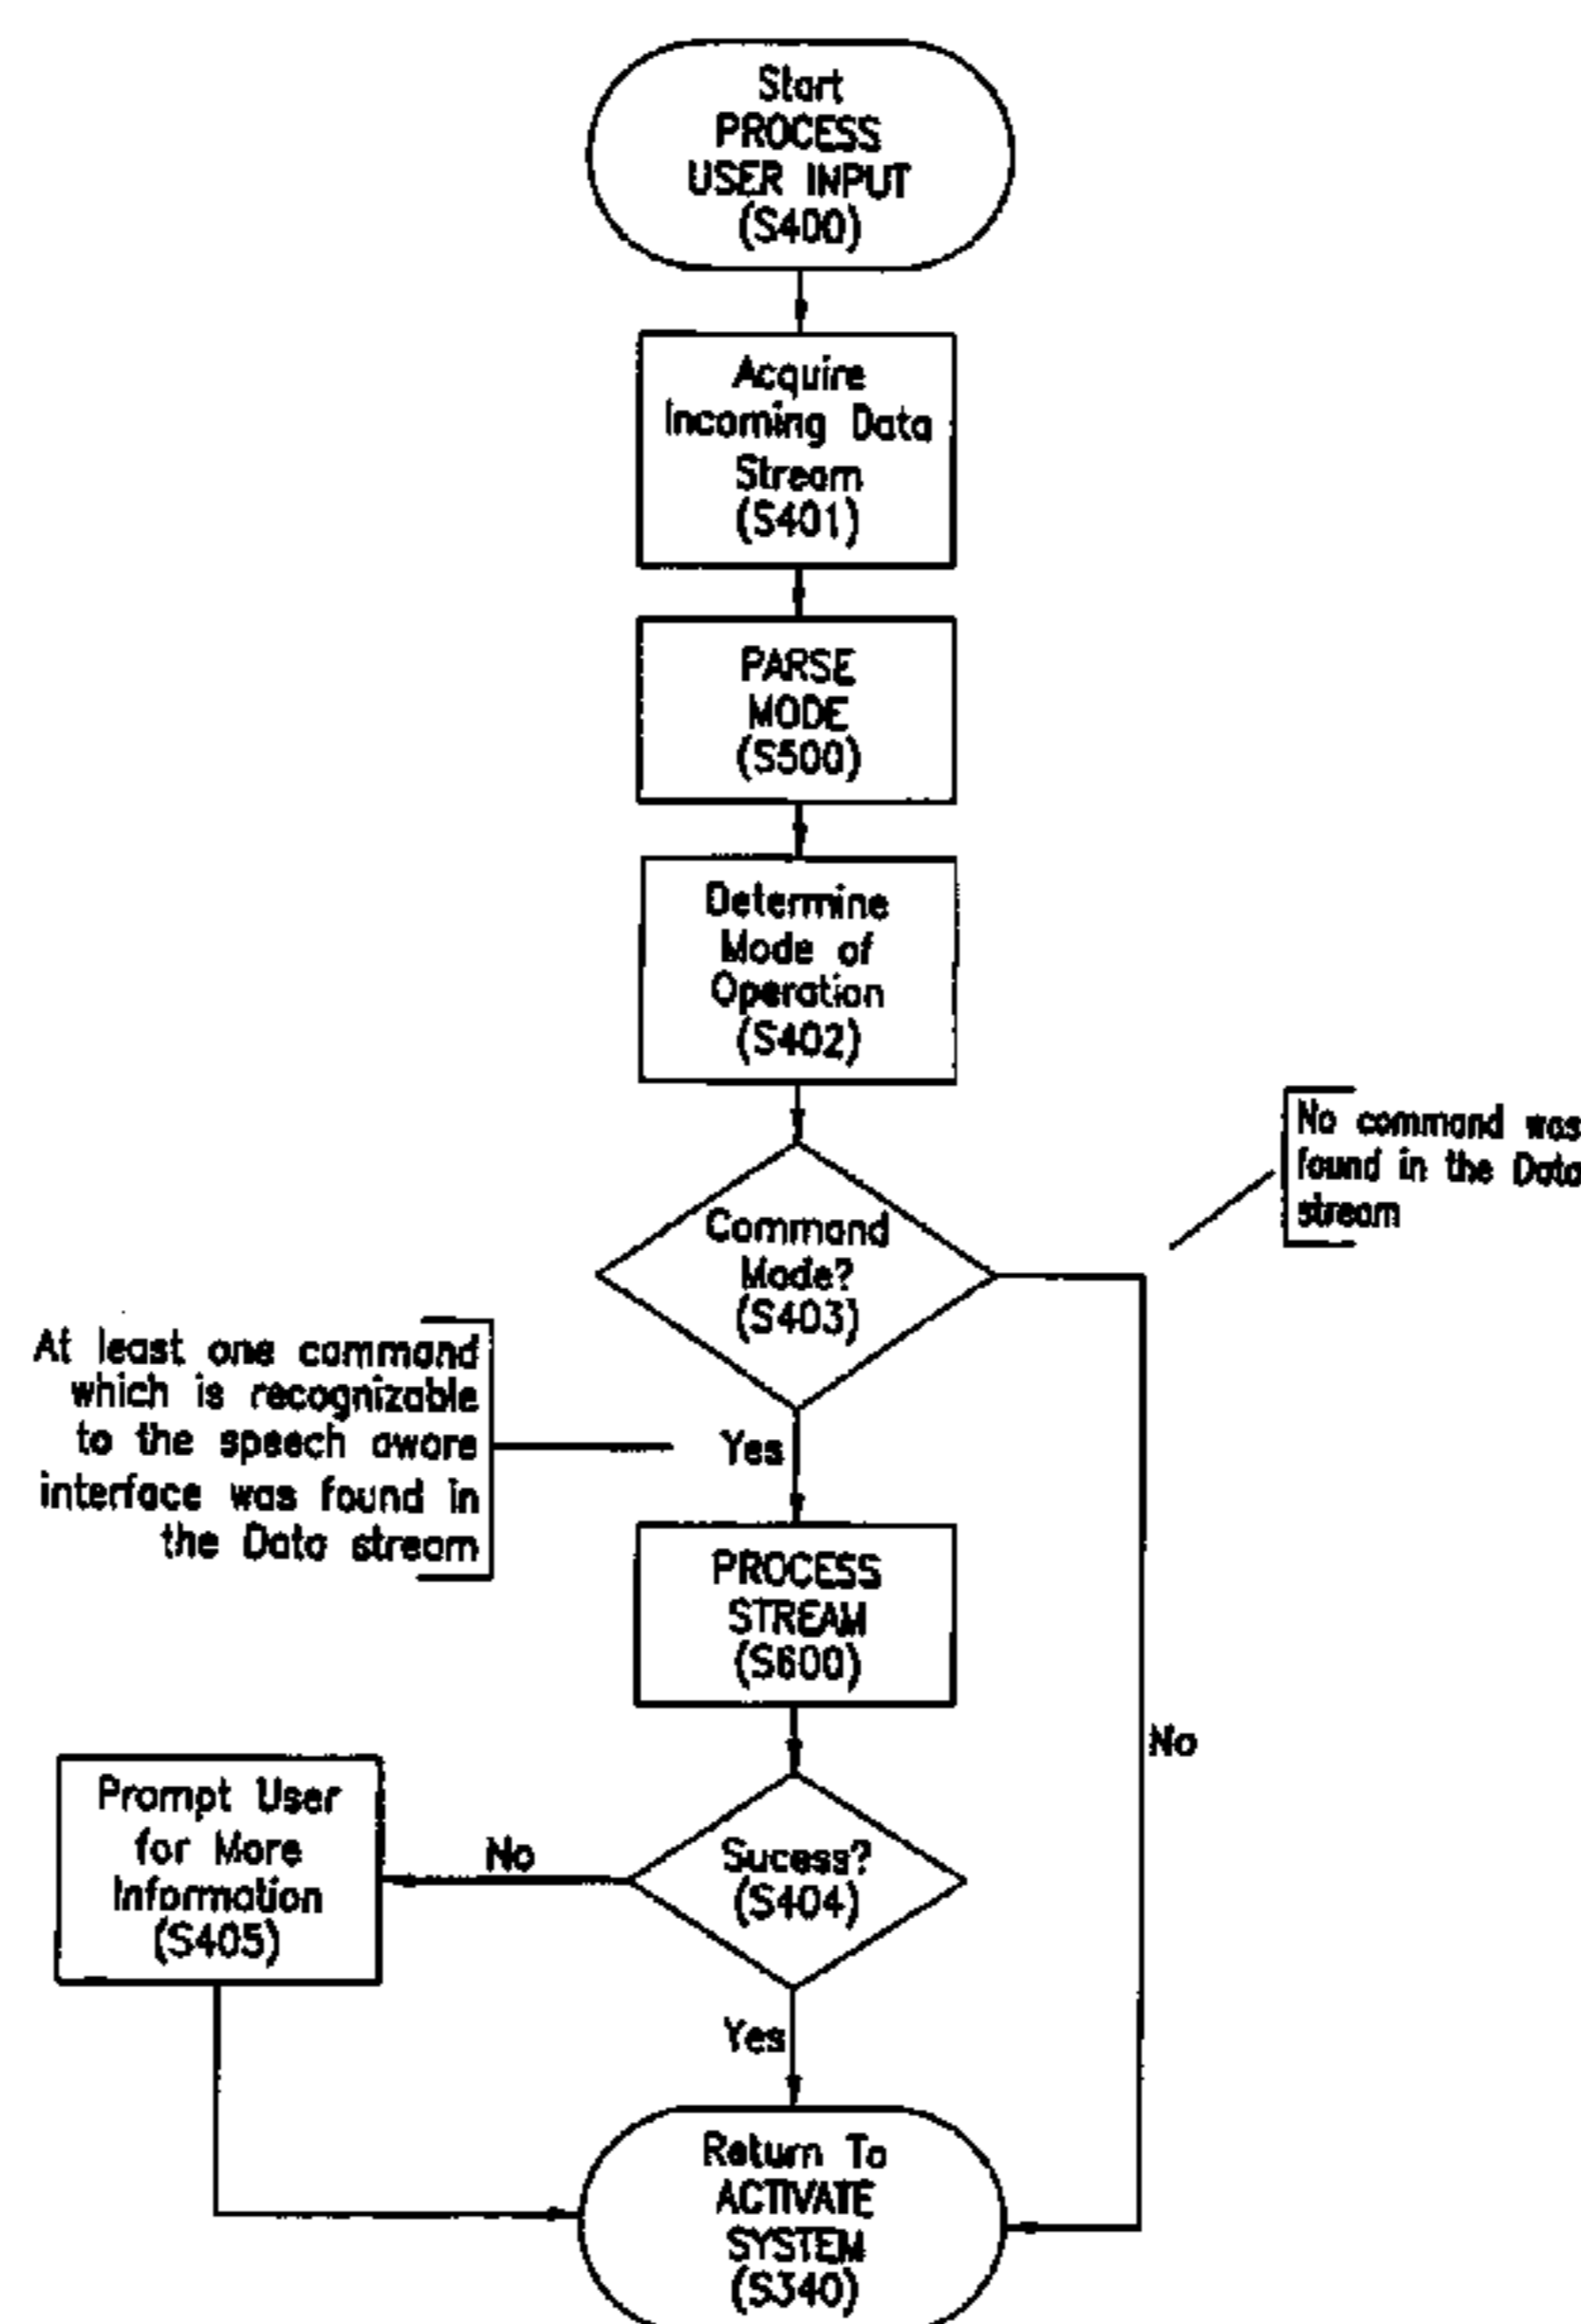 Start
PROCESS
USER INPUT
(S400)
Acquire
Incoming Data
Stream
(S401)
PARSE
MODE
(S500)
Determine
Mode of
Operation
(S402)
No command was
found in the Data
stream
Command
Mode?
(S403)
At least one command
which is recognizable
to the speech aware
interface was found in
the Data stream
Yes
PROCESS
STREAM
(S600)
No
Prompt User
for More
Information
(S405)
No
Sucess?
(S404)
Yes
Return To
ACTIVATE
SYSTEM
(S340)